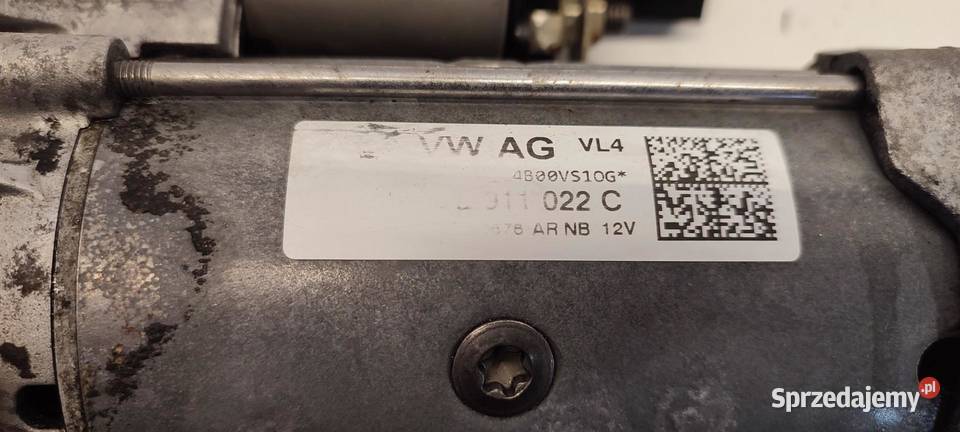 VW AG VL4
4B00VS10G*
911 022 C
AR NB 12V
Sprzedajemy.pl